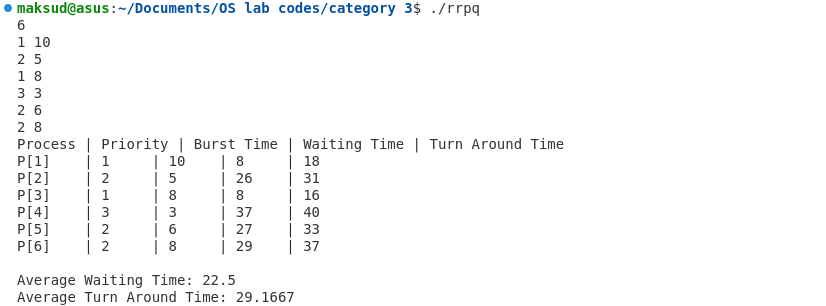 maksud@asus:~/Documents/OS lab codes/category 3$ ./rrpq
6
1 10
2 5
1 8
3 3
2 6
2 8
Process | Priority | Burst Time | Waiting Time | Turn Around Time
P[1]    | 1     | 10    | 8     | 18
P[2]    | 2     | 5     | 26    | 31
P[3]    | 1     | 8     | 8     | 16
P[4]    | 3     | 3     | 37    | 40
P[5]    | 2     | 6     | 27    | 33
P[6]    | 2     | 8     | 29    | 37
Average Waiting Time: 22.5
Average Turn Around Time: 29.1667